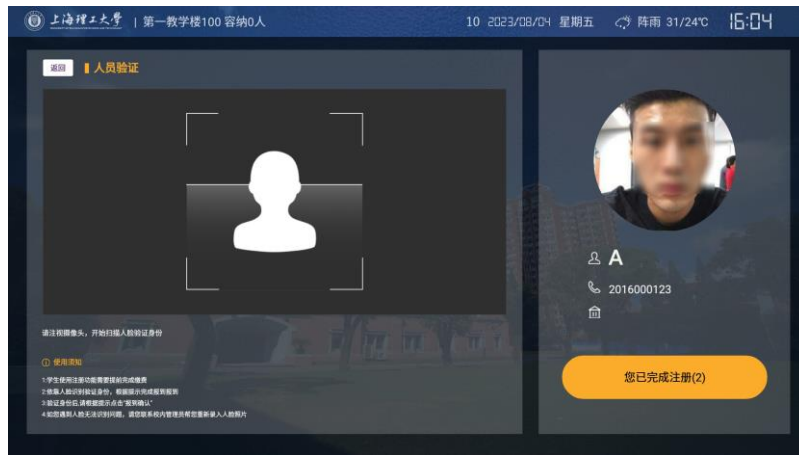 上海理工大學 | 第一教学楼100 容纳0人
10 2023/08/04 星期五 阵雨 31/24℃ 16:04
返回 人员验证
请注视摄像头，开始扫描人脸验证身份
使用须知
1:学生使用注册功能需要提前完成缴费
2:依靠人脸识别验证身份，根据提示完成报到报到
3:验证身份后,请根据提示点击"报到确认"
4:如您遇到人脸无法识别问题，请您联系校内管理员帮您重新录入人脸照片
A
2016000123
您已完成注册(2)